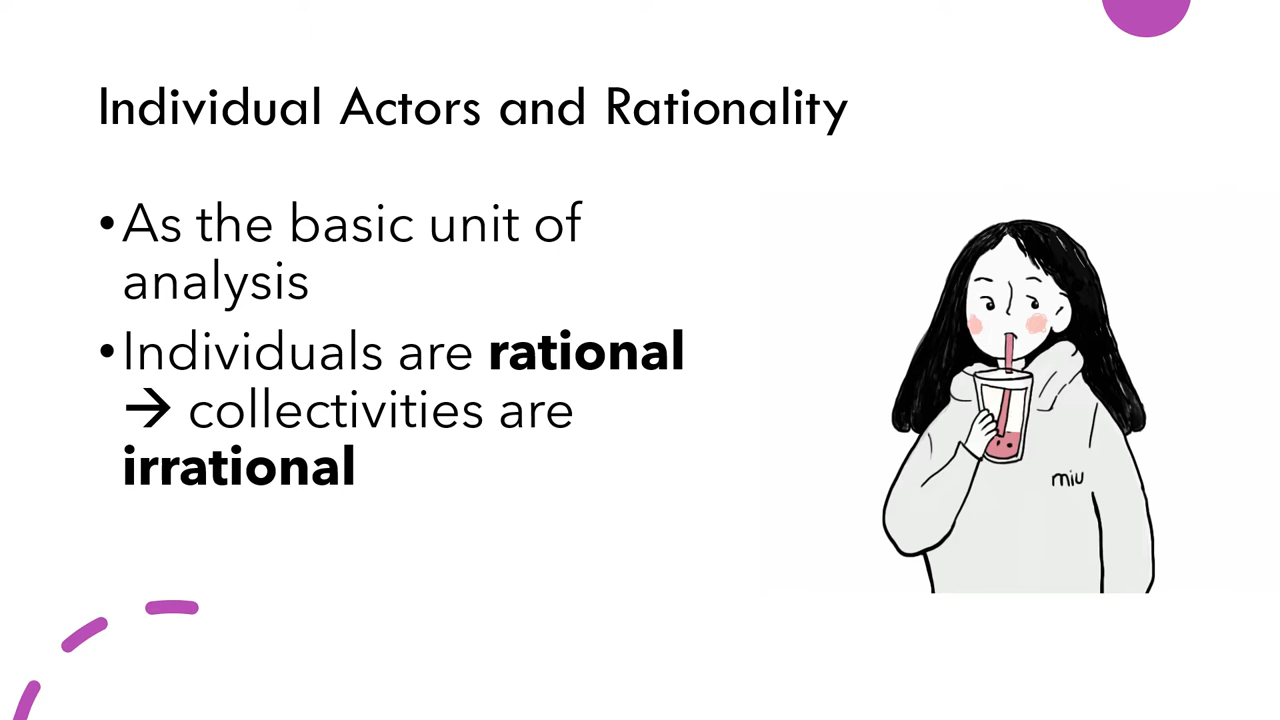 Individual Actors and Rationality
•As the basic unit of
analysis
•Individuals are rational
→ collectivities are
irrational
miu